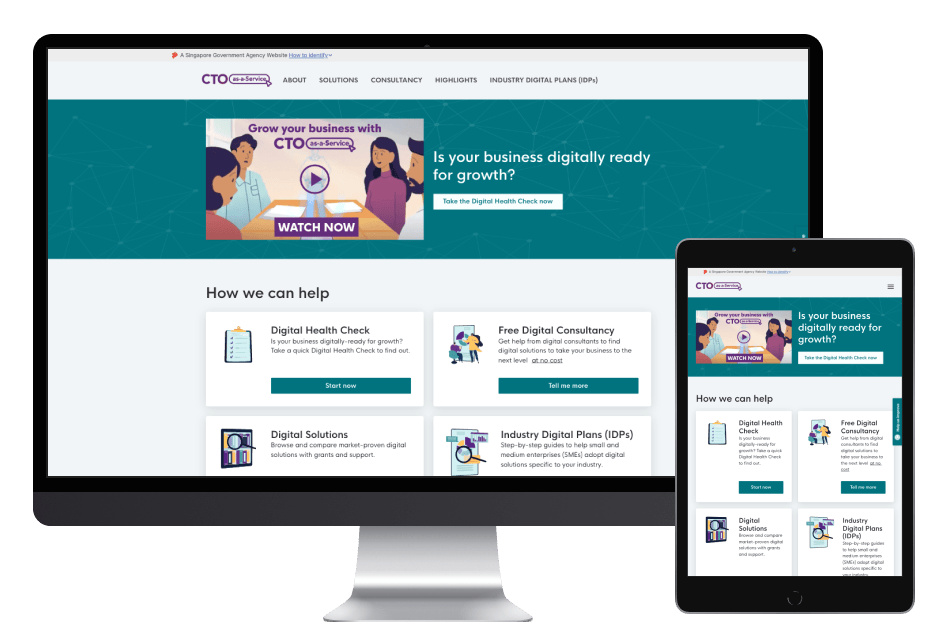 A Singapore Government Agency Website How to identify
CTO as-a-Service ABOUT SOLUTIONS CONSULTANCY HIGHLIGHTS INDUSTRY DIGITAL PLANS (IDPs)
Grow your business with
CTO as-a-Service
WATCH NOW
Is your business digitally ready
for growth?
Take the Digital Health Check now
How we can help
Digital Health Check
Is your business digitally-ready for growth?
Take a quick Digital Health Check to find out.
Start now
Free Digital Consultancy
Get help from digital consultants to find
digital solutions to take your business to the
next level at no cost
Tell me more
Digital Solutions
Browse and compare market-proven digital
solutions with grants and support.
Industry Digital Plans (IDPs)
Step-by-step guides to help small and
medium enterprises (SMEs) adopt digital
solutions specific to your industry.
A Singapore Government Agency Website How to identify
CTO as-a-Service
Grow your business with
CTO as-a-Service
WATCH NOW
Is your business
digitally ready for
growth?
Take the Digital Health Check now
How we can help
Digital Health
Check
Is your business
digitally-ready for
growth? Take a quick
Digital Health Check
to find out.
Start now
Free Digital
Consultancy
Get help from digital
consultants to find
digital solutions to
take your business to
the next level at no
cost
Tell me more
Digital
Solutions
Browse and compare
market-proven digital
solutions with grants
and support.
Industry
Digital Plans
(IDPs)
Step-by-step guides
to help small and
medium enterprises
(SMEs) adopt digital
solutions specific to
your industry.